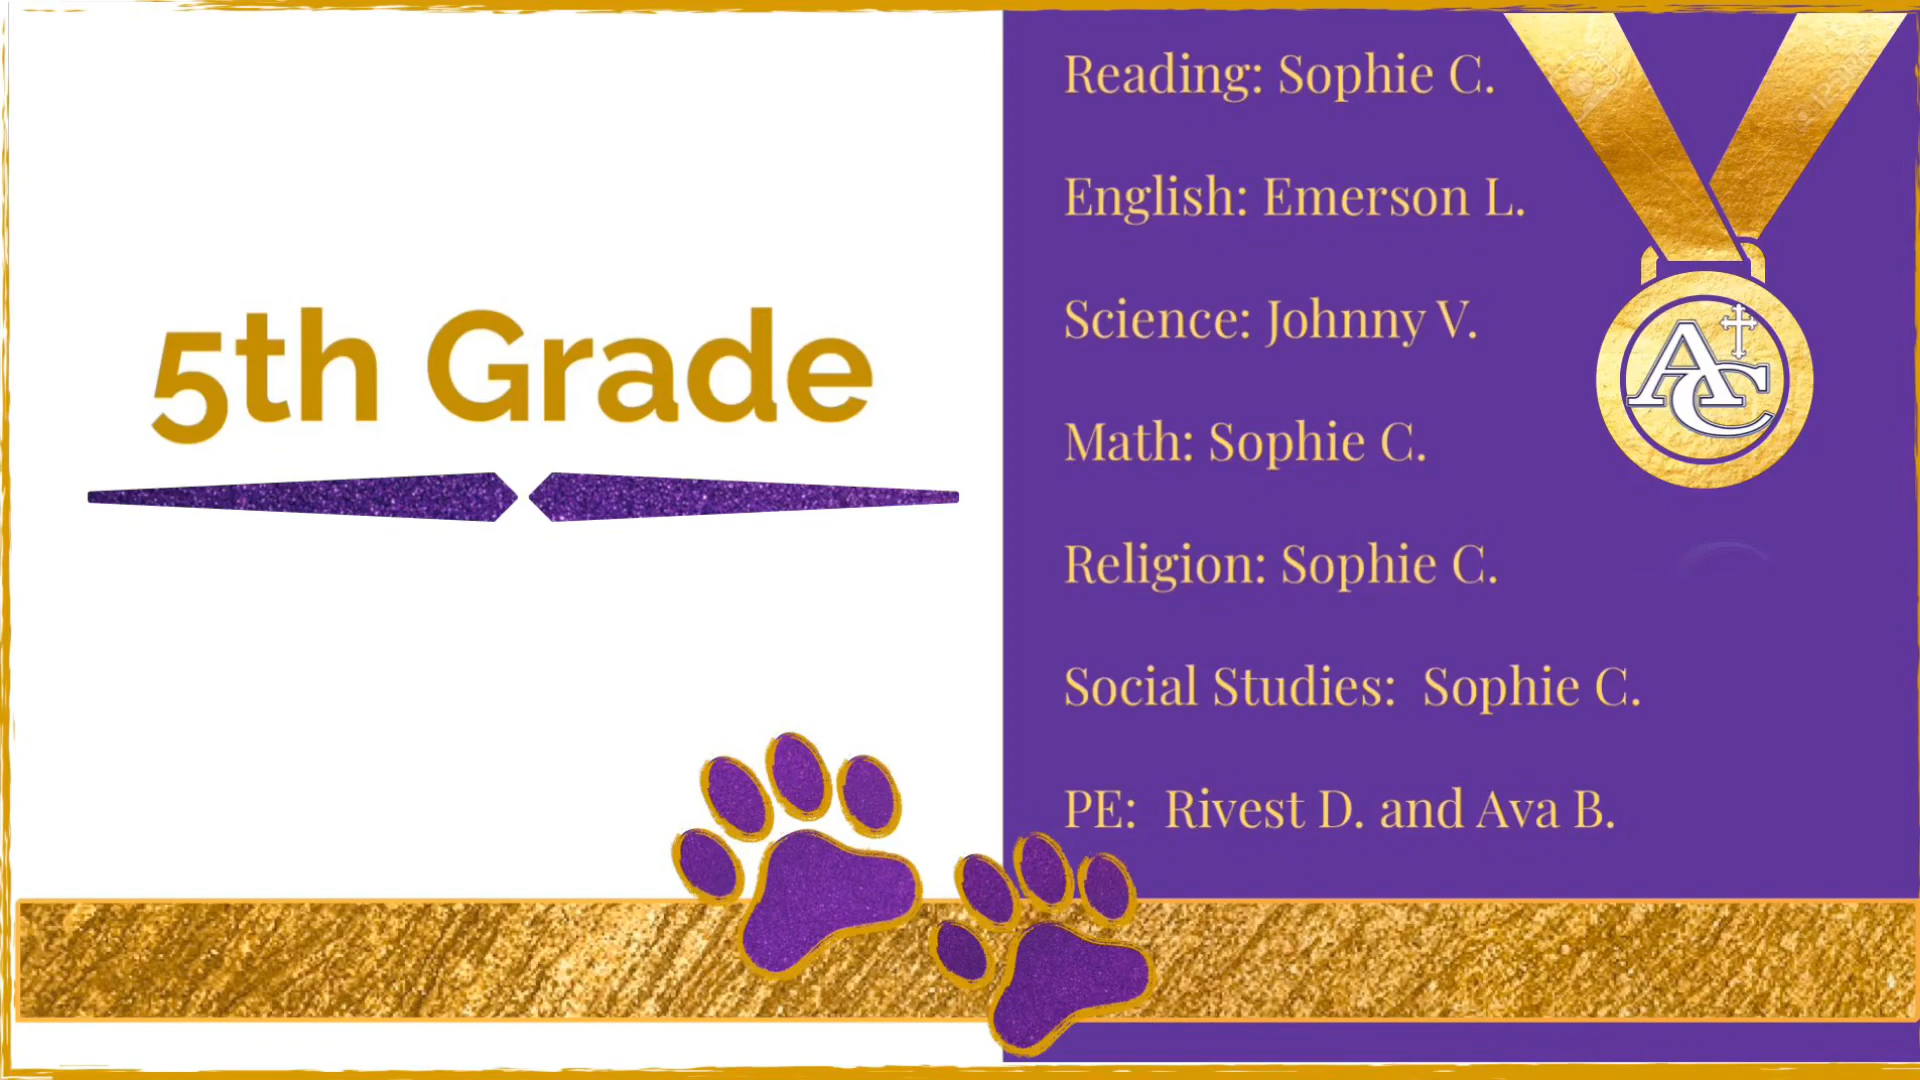 5th Grade
Reading: Sophie C.
English: Emerson L.
Science: Johnny V.
Math: Sophie C.
Religion: Sophie C.
Social Studies:  Sophie C.
PE:  Rivest D. and Ava B.
AC